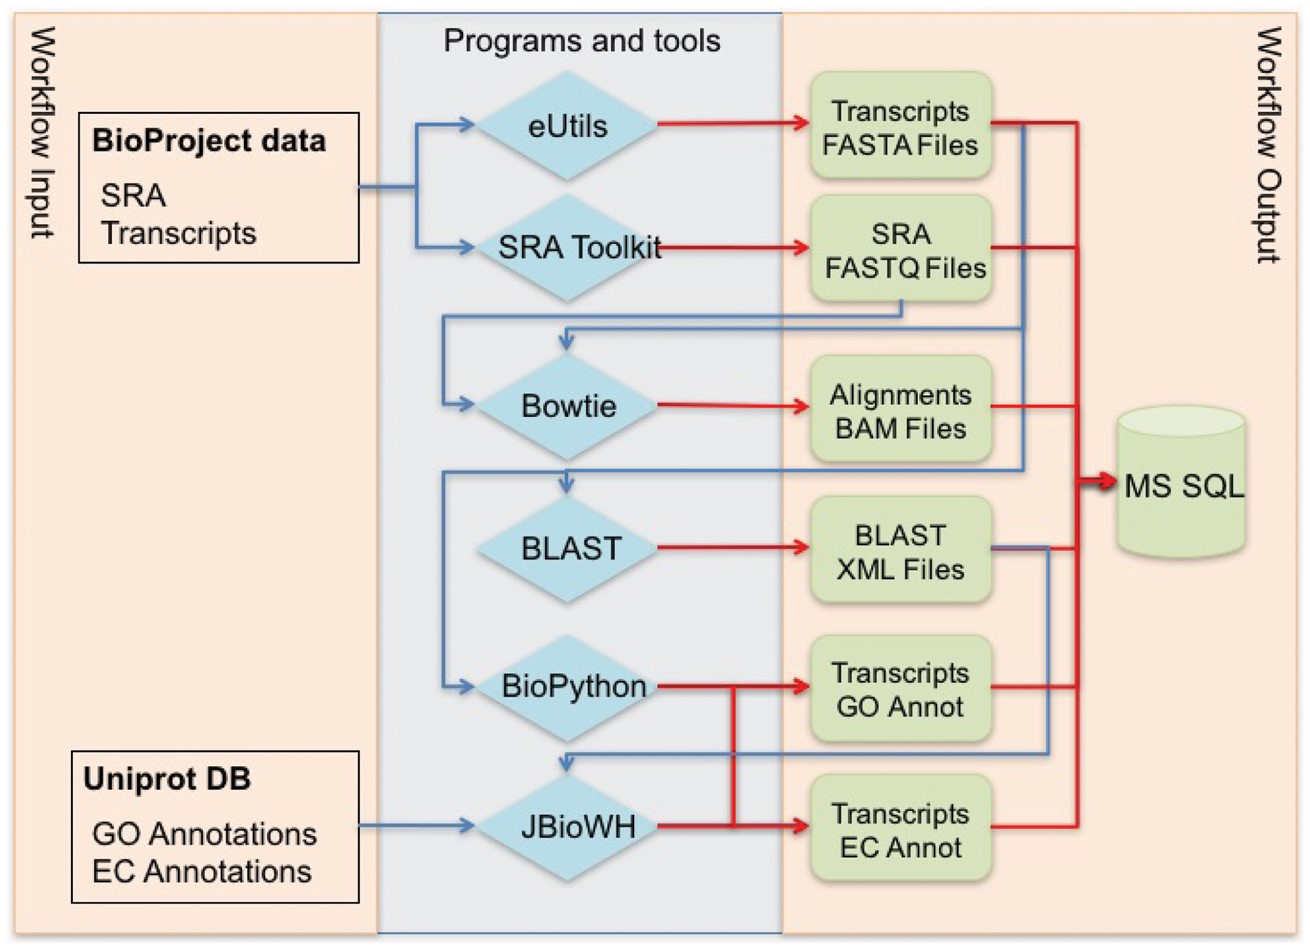 Workflow Input
Programs and tools
Workflow Output
BioProject data
SRA
Transcripts
eUtils
Transcripts
FASTA Files
SRA Toolkit
SRA
FASTQ Files
Bowtie
Alignments
BAM Files
MS SQL
BLAST
BLAST
XML Files
BioPython
Transcripts
GO Annot
Uniprot DB
GO Annotations
EC Annotations
JBioWH
Transcripts
EC Annot